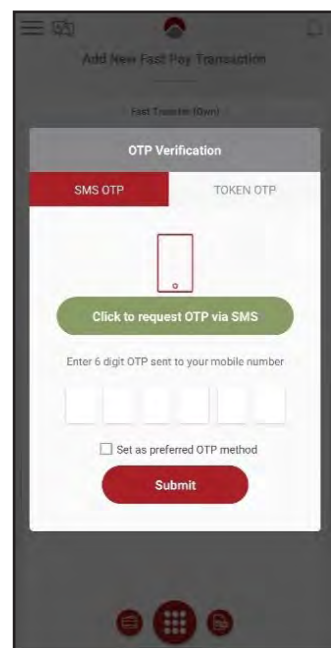 Add New Fast Pay Transaction
Fast Transfer (Own)
OTP Verification
SMS OTP
TOKEN OTP
Click to request OTP via SMS
Enter 6 digit OTP sent to your mobile number
Set as preferred OTP method
Submit